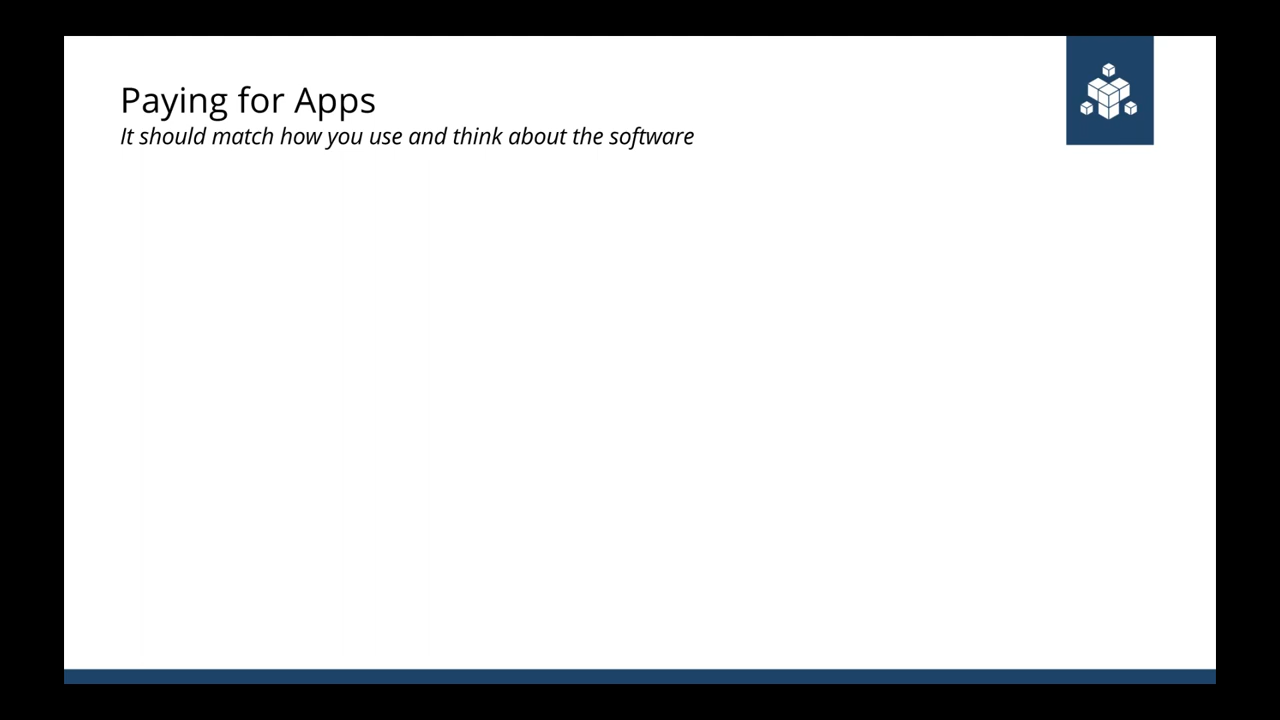 Paying for Apps
It should match how you use and think about the software